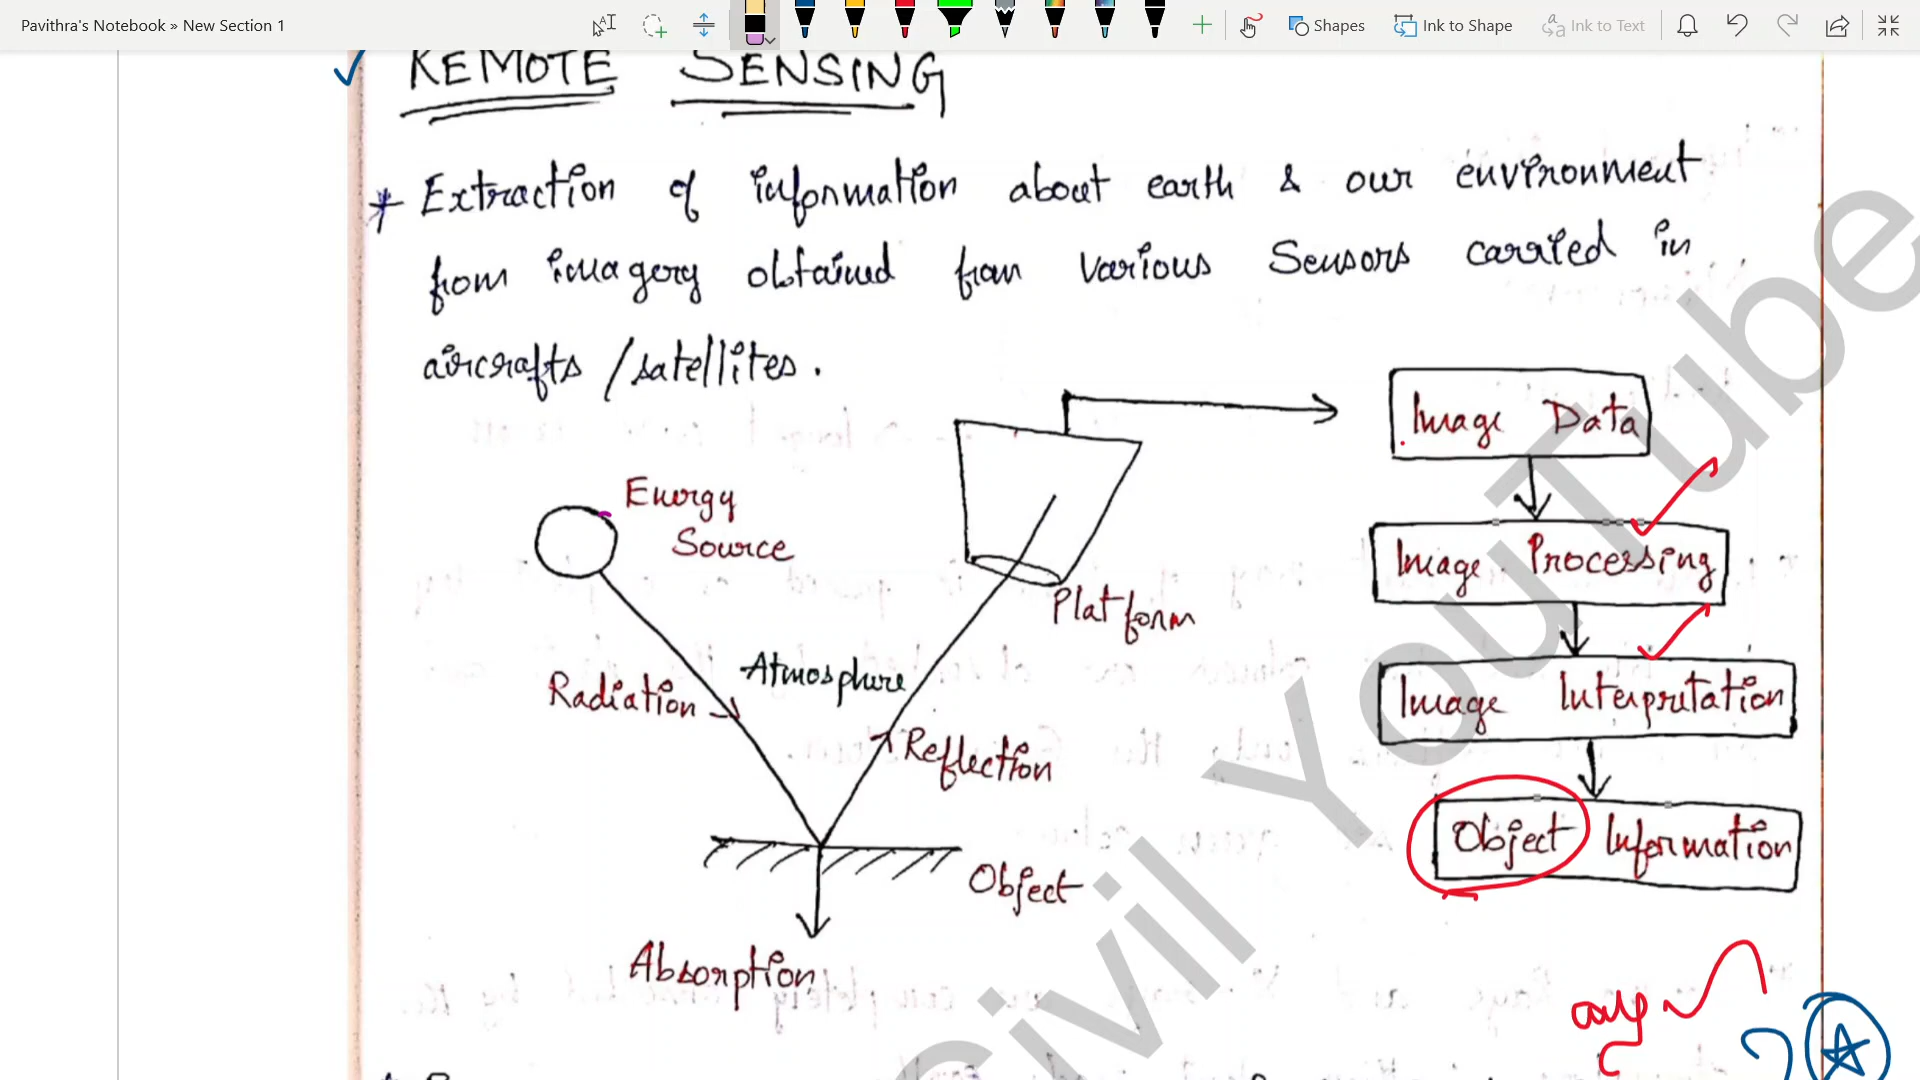 Pavithra's Notebook » New Section 1
Shapes
Ink to Shape
Ink to Text
REMOTE SENSING
* Extraction of information about earth & our environment
from imagery obtained from various sensors carried in
aircrafts /satellites.
Energy
Source
Radiation
Atmosphere
Platform
Reflection
Object
Absorption
Image Data
Image Processing
Image Interpretation
Object Information
Civil YouTube